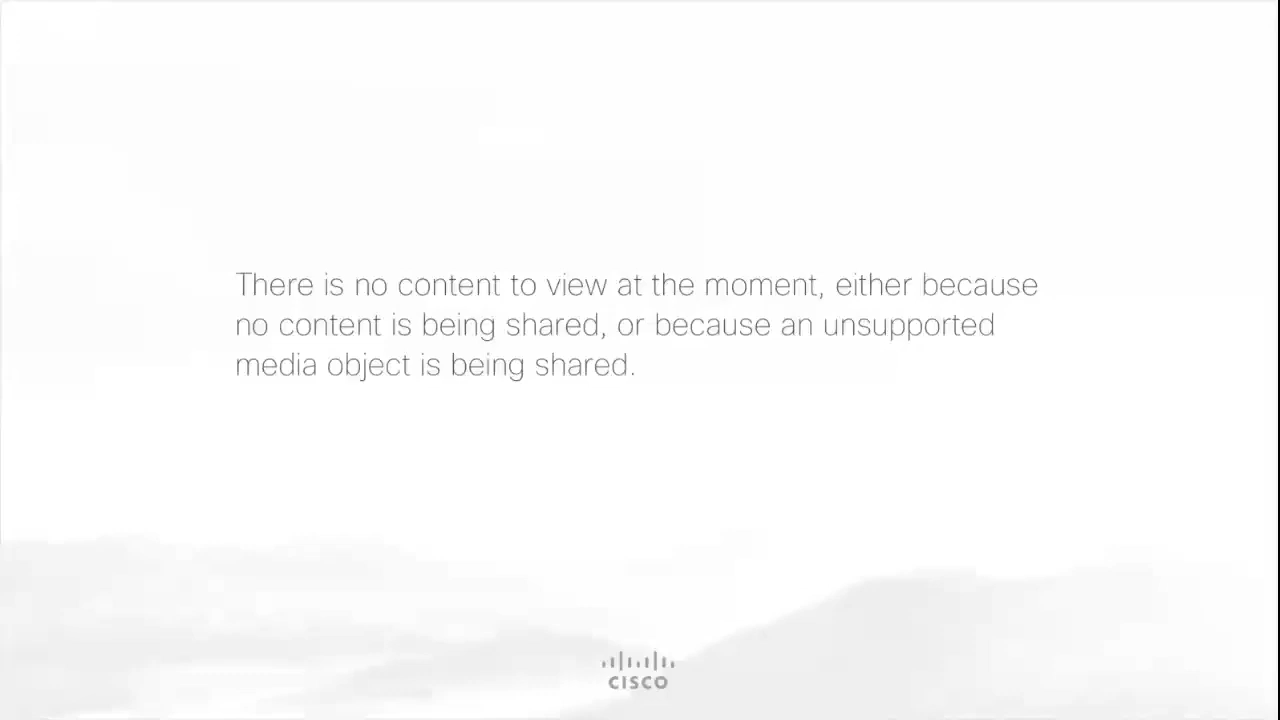 There is no content to view at the moment, either because
no content is being shared, or because an unsupported
media object is being shared.
CISCO